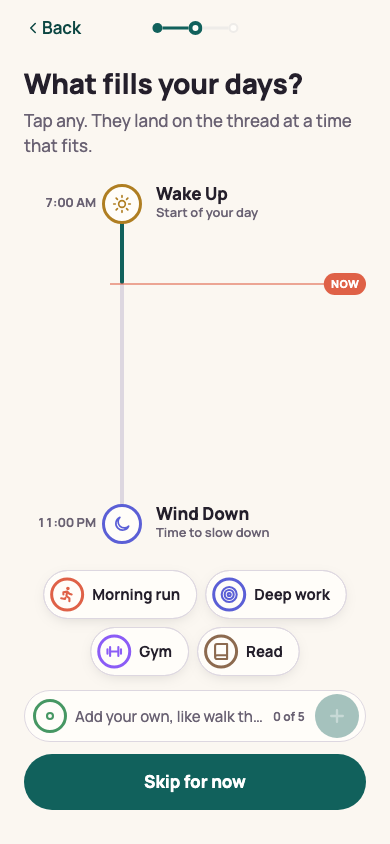 Back
What fills your days?
Tap any. They land on the thread at a time
that fits.
7:00 AM
Wake Up
Start of your day
NOW
11:00 PM
Wind Down
Time to slow down
Morning run
Deep work
Gym
Read
Add your own, like walk th...
0 of 5
Skip for now